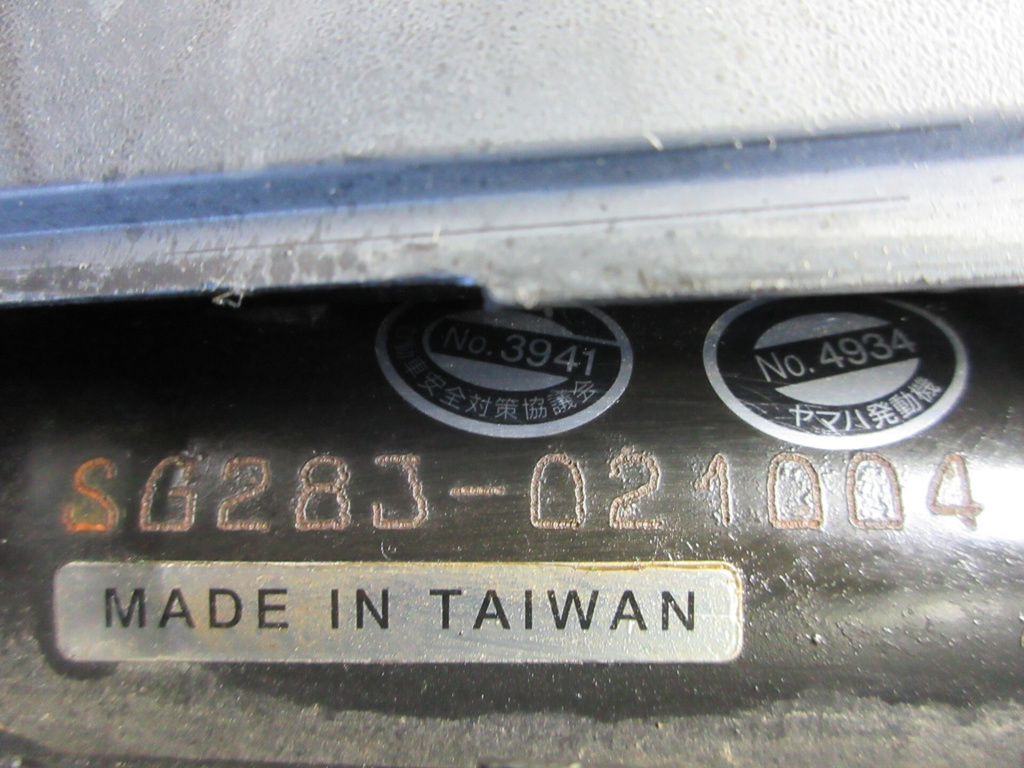 No. 3941
安全対策協議会
No. 4934
ヤマハ発動機
SG28J-021004
MADE IN TAIWAN